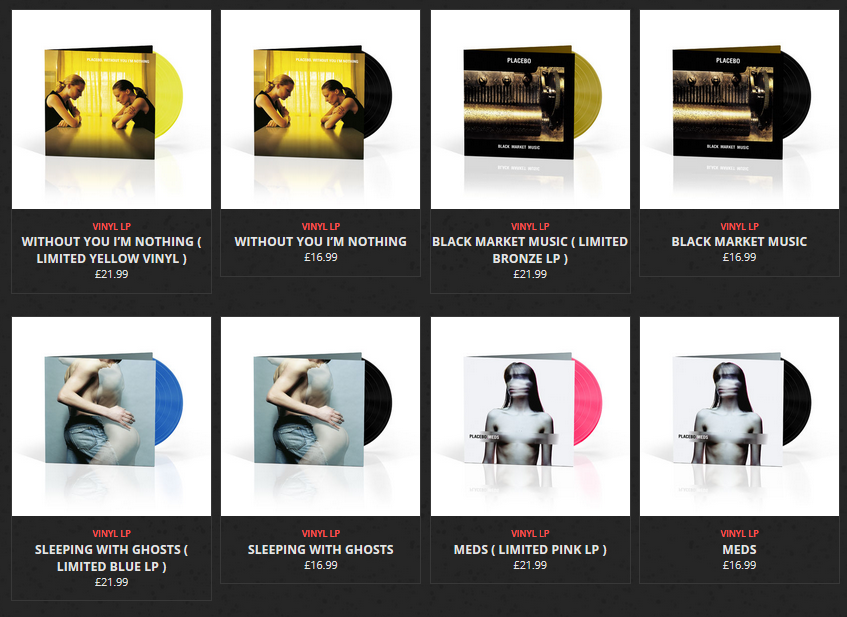 PLACEBO WITHOUT YOU I'M NOTHING
PLACEBO WITHOUT YOU I'M NOTHING
PLACEBO
BLACK MARKET MUSIC
PLACEBO
BLACK MARKET MUSIC
VINYL LP
WITHOUT YOU I'M NOTHING (
LIMITED YELLOW VINYL )
£21.99
VINYL LP
WITHOUT YOU I'M NOTHING
£16.99
VINYL LP
BLACK MARKET MUSIC ( LIMITED
BRONZE LP )
£21.99
VINYL LP
BLACK MARKET MUSIC
£16.99
PLACEBO MEDS
PLACEBO MEDS
VINYL LP
SLEEPING WITH GHOSTS (
LIMITED BLUE LP )
£21.99
VINYL LP
SLEEPING WITH GHOSTS
£16.99
VINYL LP
MEDS ( LIMITED PINK LP )
£21.99
VINYL LP
MEDS
£16.99